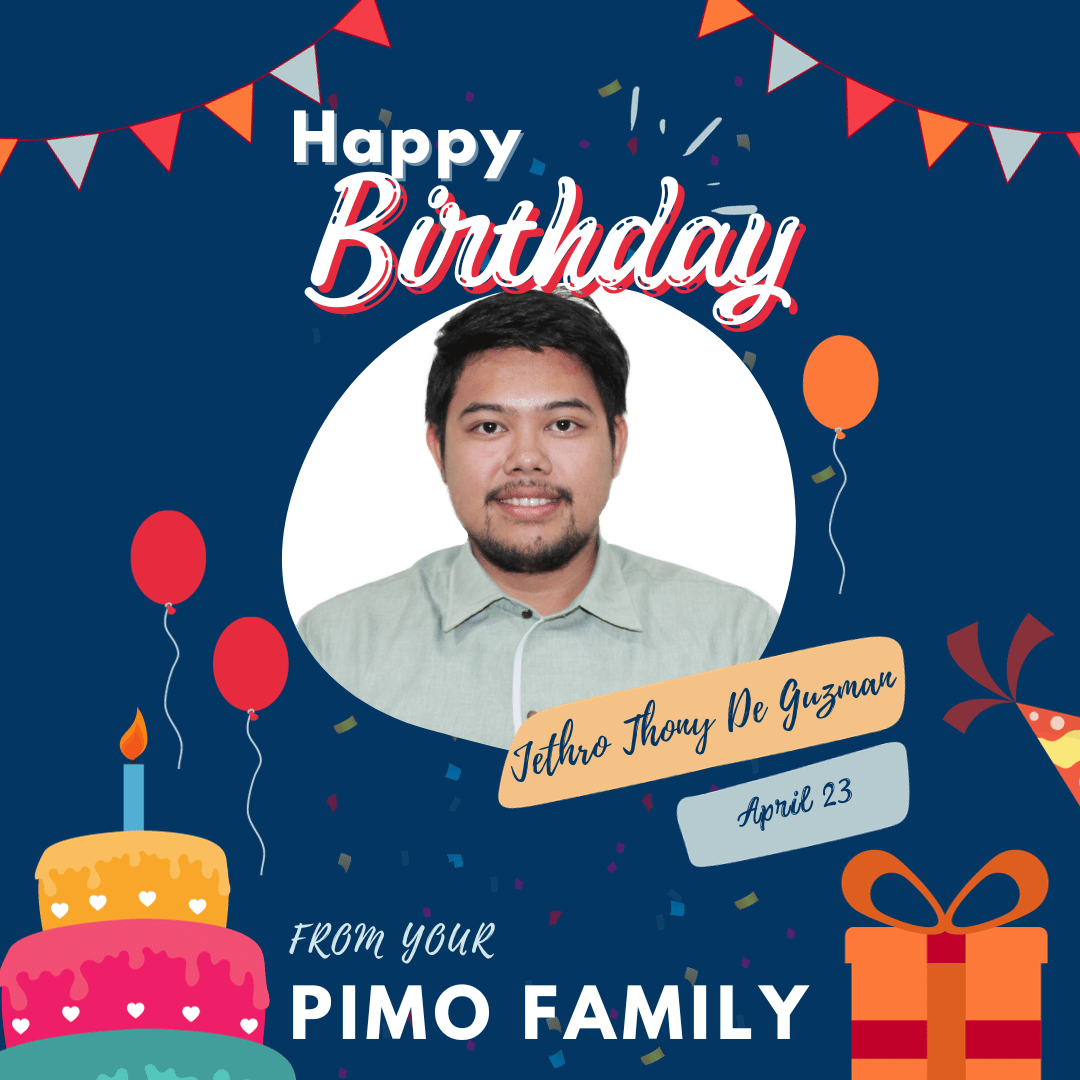 Happy
Birthday
Jethro Thony De Guzman
April 23
FROM YOUR
PIMO FAMILY